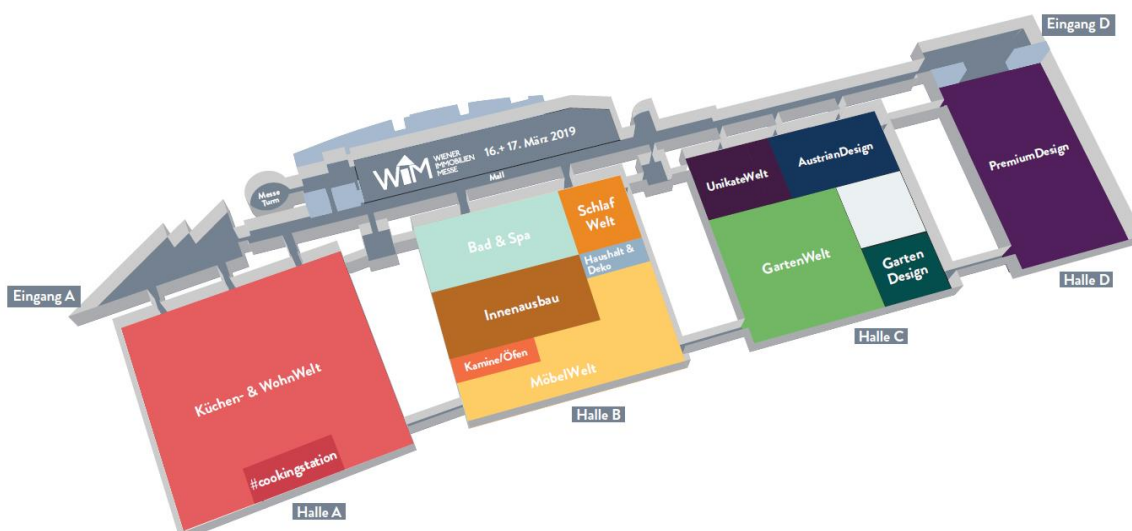 Eingang D
WIM
WIENER
IMMOBILIEN
MESSE
16.+ 17. März 2019
Mall
Messe
Turm
Eingang A
Küchen- & WohnWelt
#cookingstation
Halle A
Bad & Spa
Schlaf
Welt
Haushalt &
Deko
Innenausbau
Kamine/Öfen
MöbelWelt
Halle B
UnikateWelt
AustrianDesign
GartenWelt
Garten
Design
Halle C
PremiumDesign
Halle D